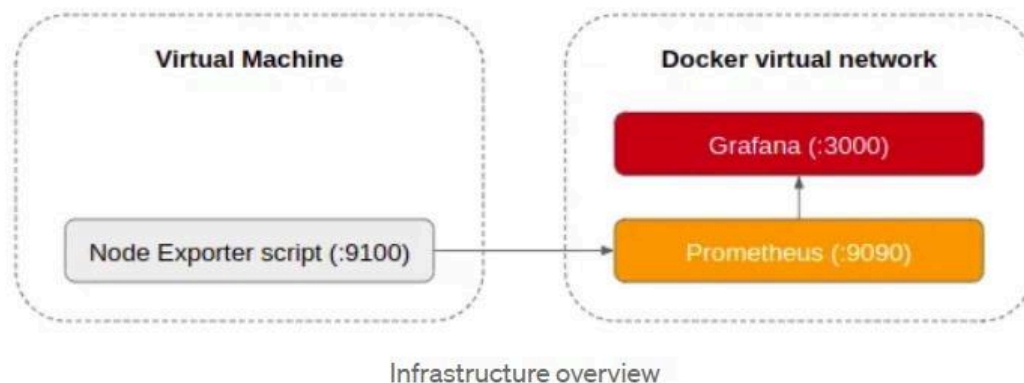 Virtual Machine
Docker virtual network
Grafana (:3000)
Node Exporter script (:9100)
Prometheus (:9090)
Infrastructure overview